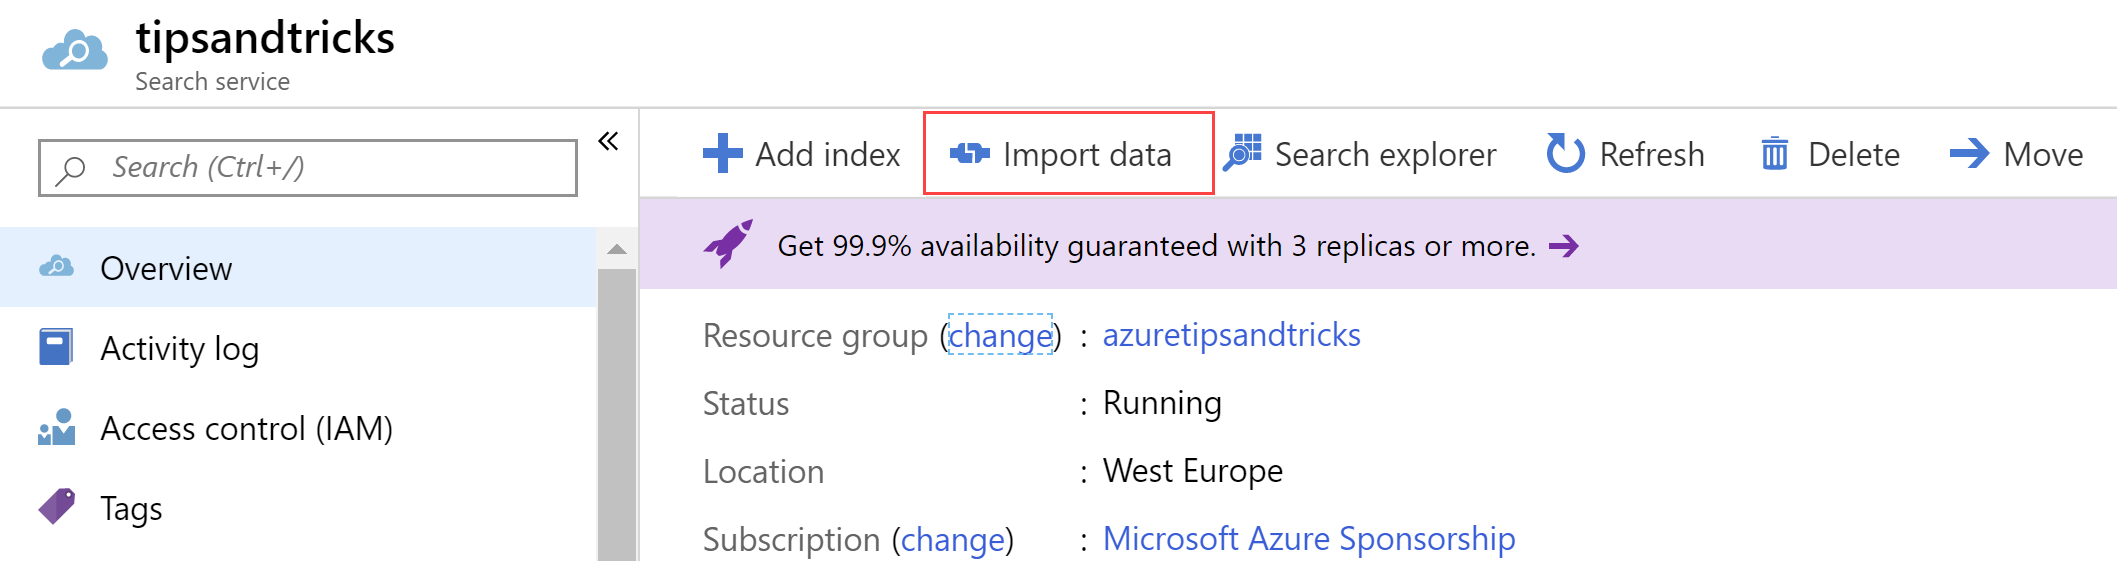 tipsandtricks
Search service
Search (Ctrl+/)
Overview
Activity log
Access control (IAM)
Tags
Add index Import data Search explorer Refresh Delete Move
Get 99.9% availability guaranteed with 3 replicas or more.
Resource group (change) : azuretipsandtricks
Status : Running
Location : West Europe
Subscription (change) : Microsoft Azure Sponsorship